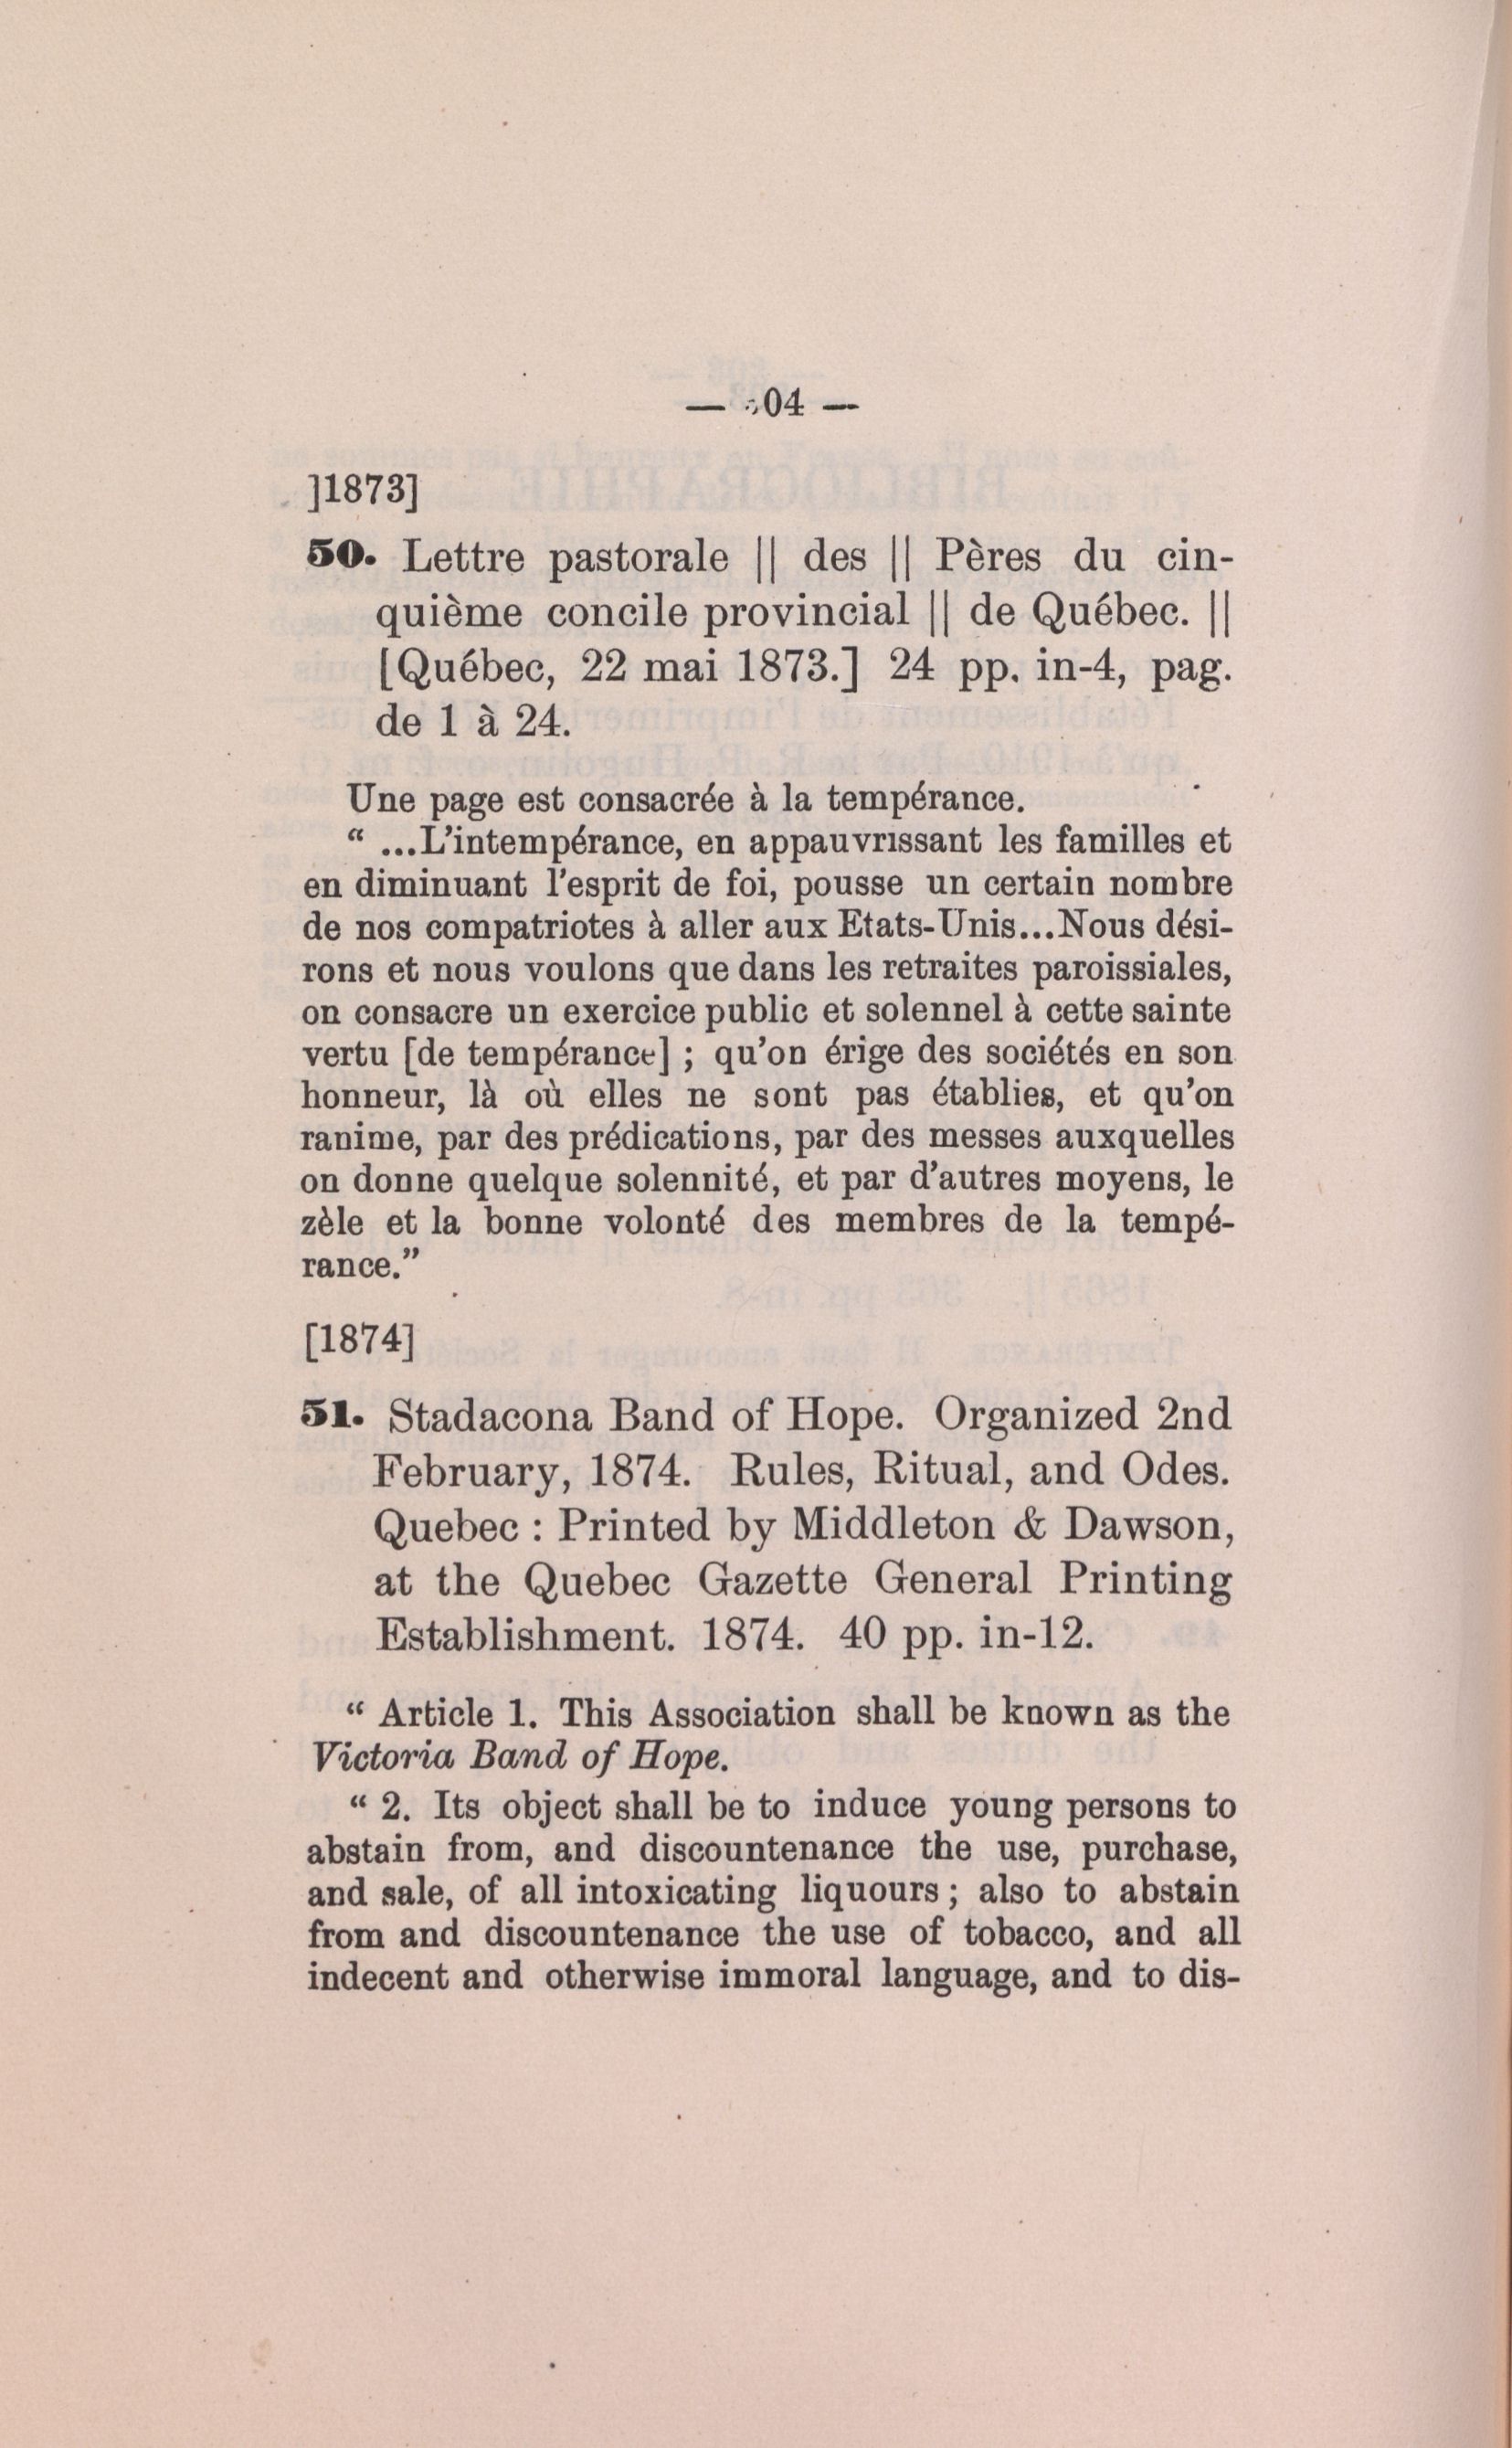 — 304 —
]1873]
50. Lettre pastorale || des || Pères du cin-
quième concile provincial || de Québec. ||
[Québec, 22 mai 1873.] 24 pp. in-4, pag.
de 1 à 24.
Une page est consacrée à la tempérance.
“ ...L'intempérance, en appauvrissant les familles et
en diminuant l'esprit de foi, pousse un certain nombre
de nos compatriotes à aller aux Etats-Unis...Nous dési-
rons et nous voulons que dans les retraites paroissiales,
on consacre un exercice public et solennel à cette sainte
vertu [de tempérance] ; qu'on érige des sociétés en son
honneur, là où elles ne sont pas établies, et qu'on
ranime, par des prédications, par des messes auxquelles
on donne quelque solennité, et par d'autres moyens, le
zèle et la bonne volonté des membres de la tempé-
rance.”
[1874]
51. Stadacona Band of Hope. Organized 2nd
February, 1874. Rules, Ritual, and Odes.
Quebec : Printed by Middleton & Dawson,
at the Quebec Gazette General Printing
Establishment. 1874. 40 pp. in-12.
“ Article 1. This Association shall be known as the
Victoria Band of Hope.
“ 2. Its object shall be to induce young persons to
abstain from, and discountenance the use, purchase,
and sale, of all intoxicating liquours ; also to abstain
from and discountenance the use of tobacco, and all
indecent and otherwise immoral language, and to dis-